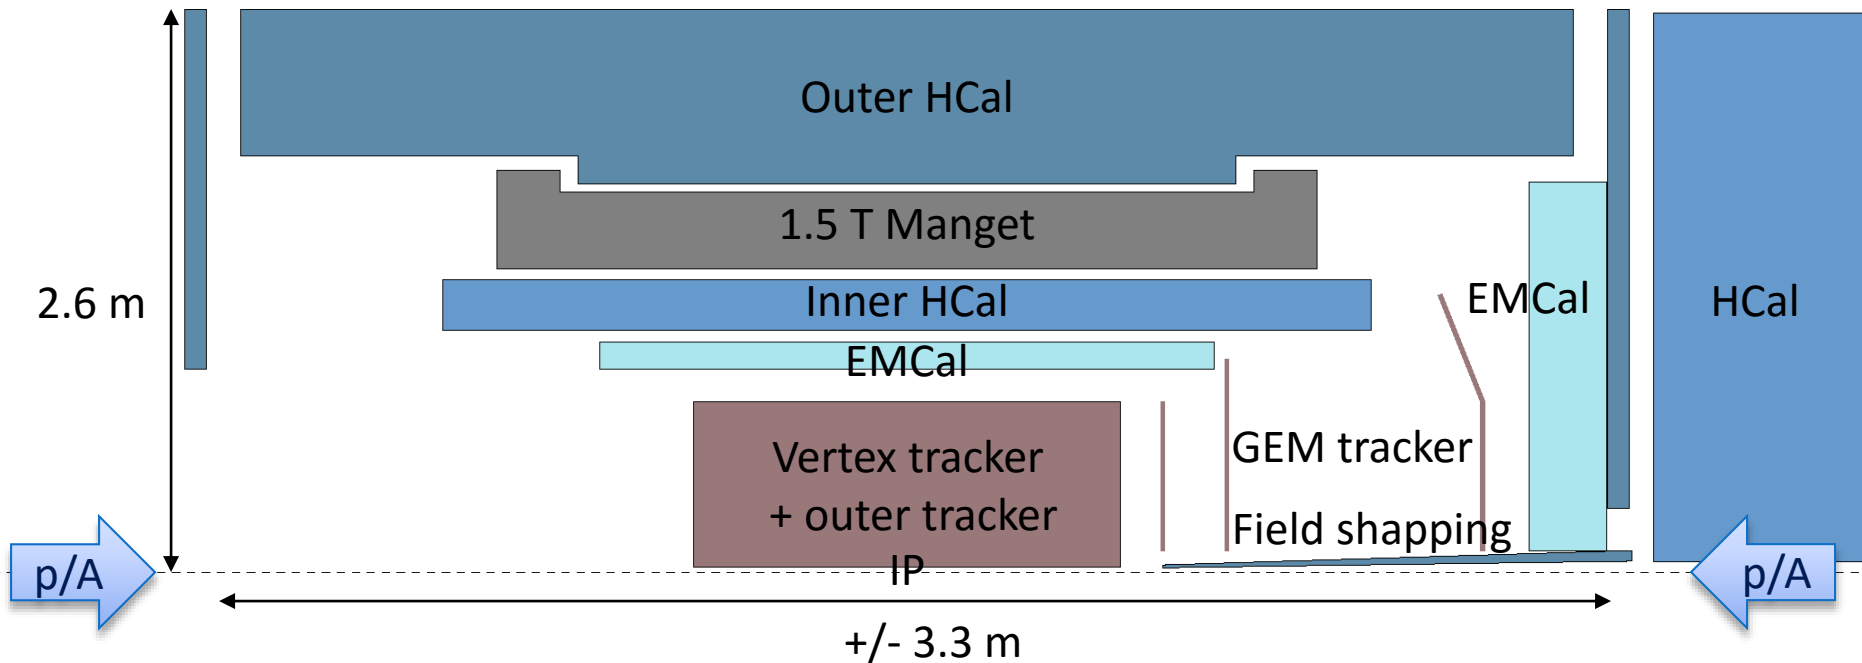 Outer HCal
1.5 T Manget
2.6 m
Inner HCal
EMCal
HCal
EMCal
Vertex tracker
+ outer tracker
GEM tracker
Field shapping
IP
p/A
p/A
+/- 3.3 m